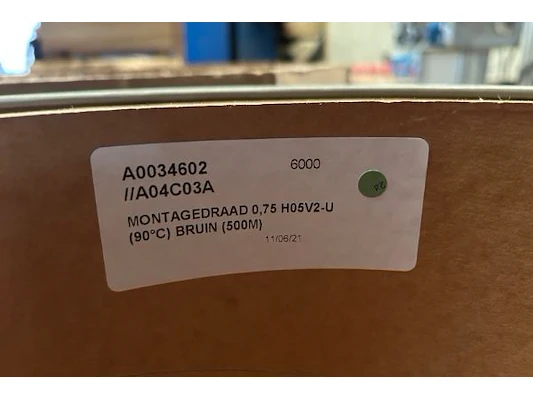 A0034602 6000
//A04C03A
MONTAGEDRAAD 0,75 H05V2-U
(90°C) BRUIN (500M)
11/06/21